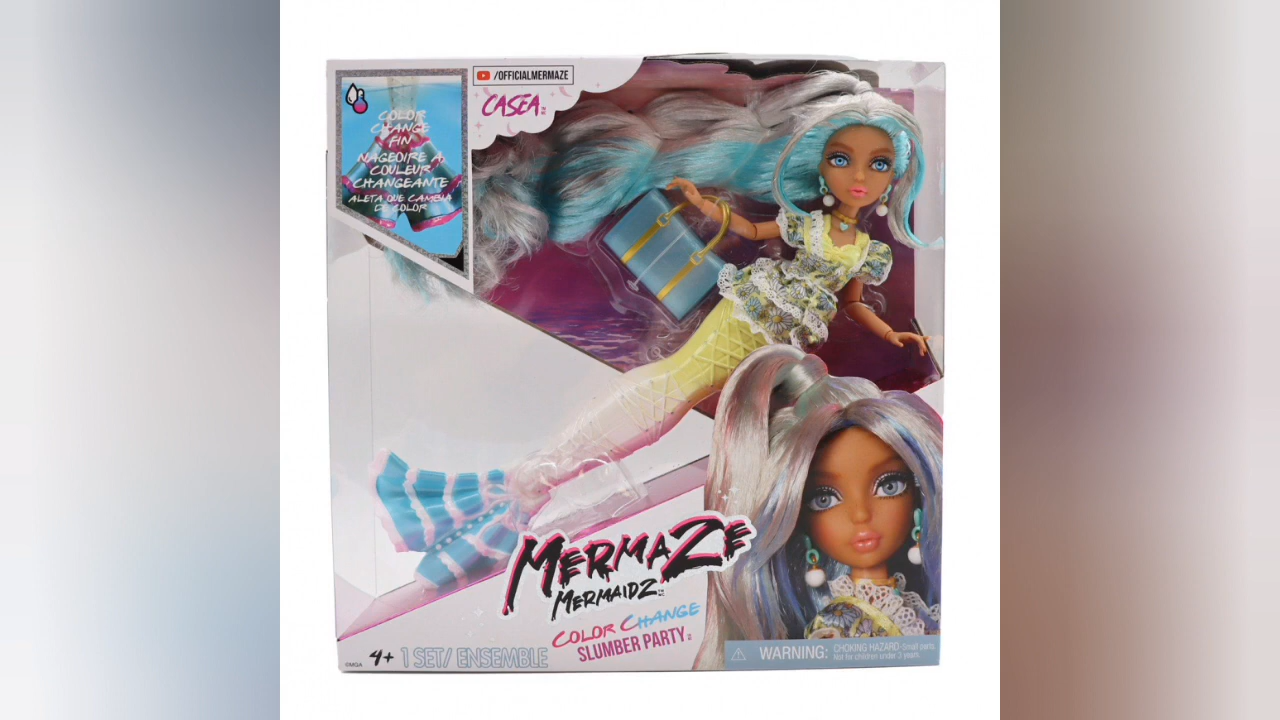 /OFFICIALMERMAZE
CASEA
COLOR
CHANGE
FIN
NAGEOIRE À
COULEUR
CHANGEANTE
ALETA QUE CAMBIA
DE COLOR
MERMAZE
MERMAIDZ
COLOR CHANGE
SLUMBER PARTY
©MGA
4+
1 SET/ ENSEMBLE
WARNING:
CHOKING HAZARD-Small parts.
Not for children under 3 years.